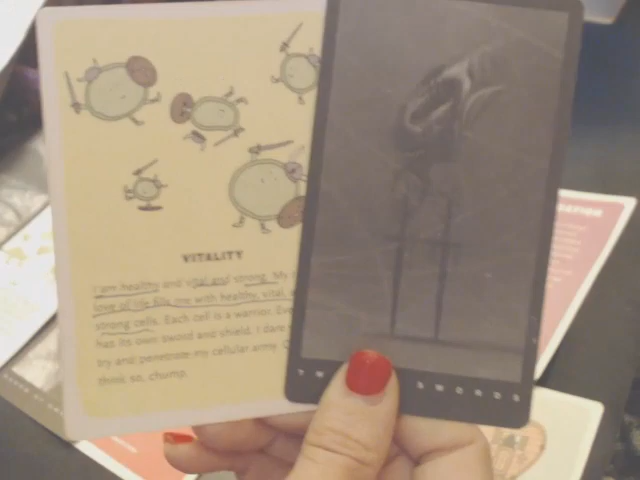 VITALITY
I am healthy and vital and strong. My
love of life fills me with healthy, vital,
strong cells. Each cell is a warrior.
has its own sword and shield. I dare
try and penetrate my cellular army.
think so, chump.
swords